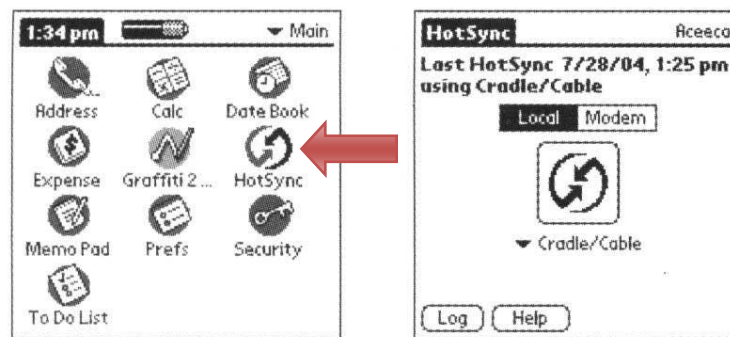 1:34 pm
Main
Address
Calc
Date Book
Expense
Graffiti 2 ...
HotSync
Memo Pad
Prefs
Security
To Do List
HotSync
Aceeca
Last HotSync 7/28/04, 1:25 pm
using Cradle/Cable
Local
Modem
Cradle/Cable
Log
Help